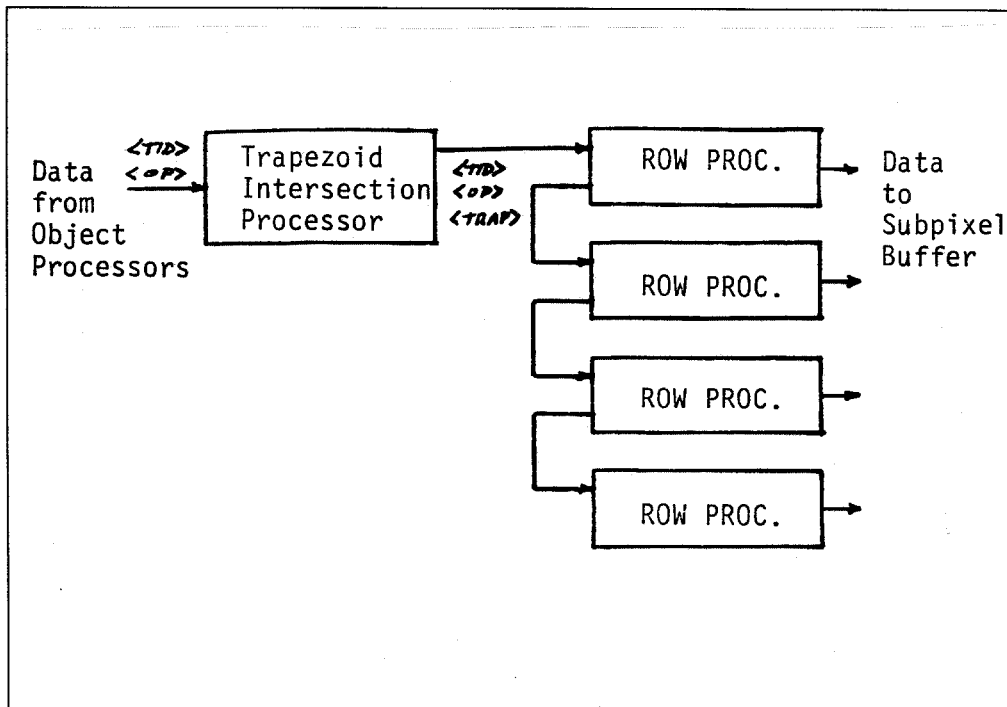 Data
from
Object
Processors
<TID>
<OP>
Trapezoid
Intersection
Processor
<TID>
<OP>
<TRAP>
ROW PROC.
ROW PROC.
ROW PROC.
ROW PROC.
Data
to
Subpixel
Buffer